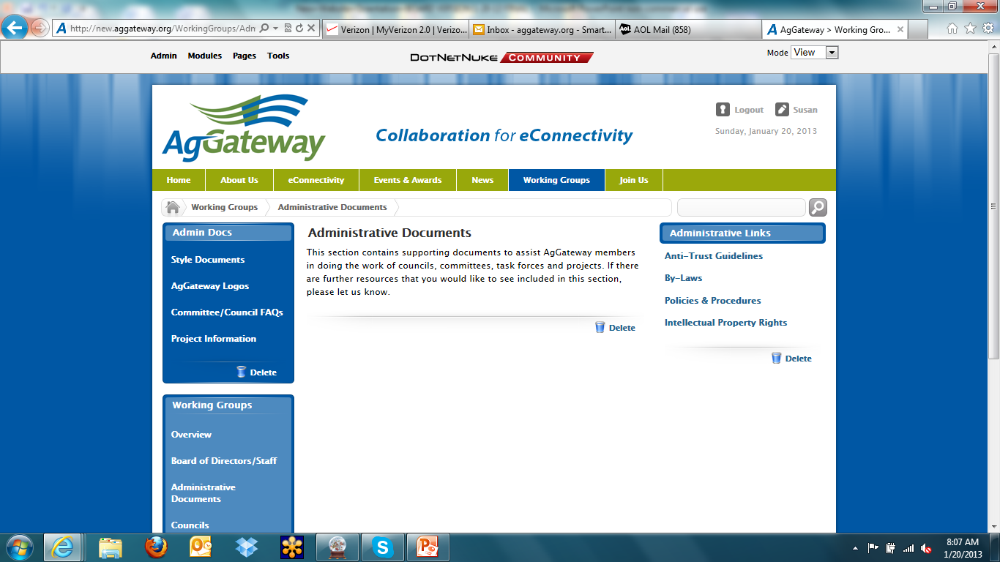 http://new.aggateway.org/WorkingGroups/Adm
Verizon | MyVerizon 2.0 | Verizo...
Inbox - aggateway.org - Smart...
Aol.
AOL Mail (858)
AgGateway > Working Gro...
Admin
Modules
Pages
Tools
DOTNETNUKE COMMUNITY
Mode
View
AgGateway
Collaboration for eConnectivity
Logout
Susan
Sunday, January 20, 2013
Home
About Us
eConnectivity
Events & Awards
News
Working Groups
Join Us
Working Groups
Administrative Documents
Admin Docs
Style Documents
AgGateway Logos
Committee/Council FAQs
Project Information
Delete
Working Groups
Overview
Board of Directors/Staff
Administrative
Documents
Councils
Administrative Documents
This section contains supporting documents to assist AgGateway members
in doing the work of councils, committees, task forces and projects. If there
are further resources that you would like to see included in this section,
please let us know.
Delete
Administrative Links
Anti-Trust Guidelines
By-Laws
Policies & Procedures
Intellectual Property Rights
Delete
8:07 AM
1/20/2013